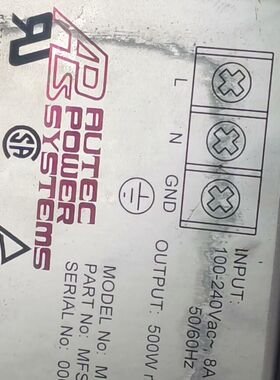 APS
AUTEC
POWER
SYSTEMS
L
N
GND
INPUT:
100-240Vac~, 8A
50/60Hz
OUTPUT: 500W
MODEL
PART NO: MFS
SERIAL NO: 00